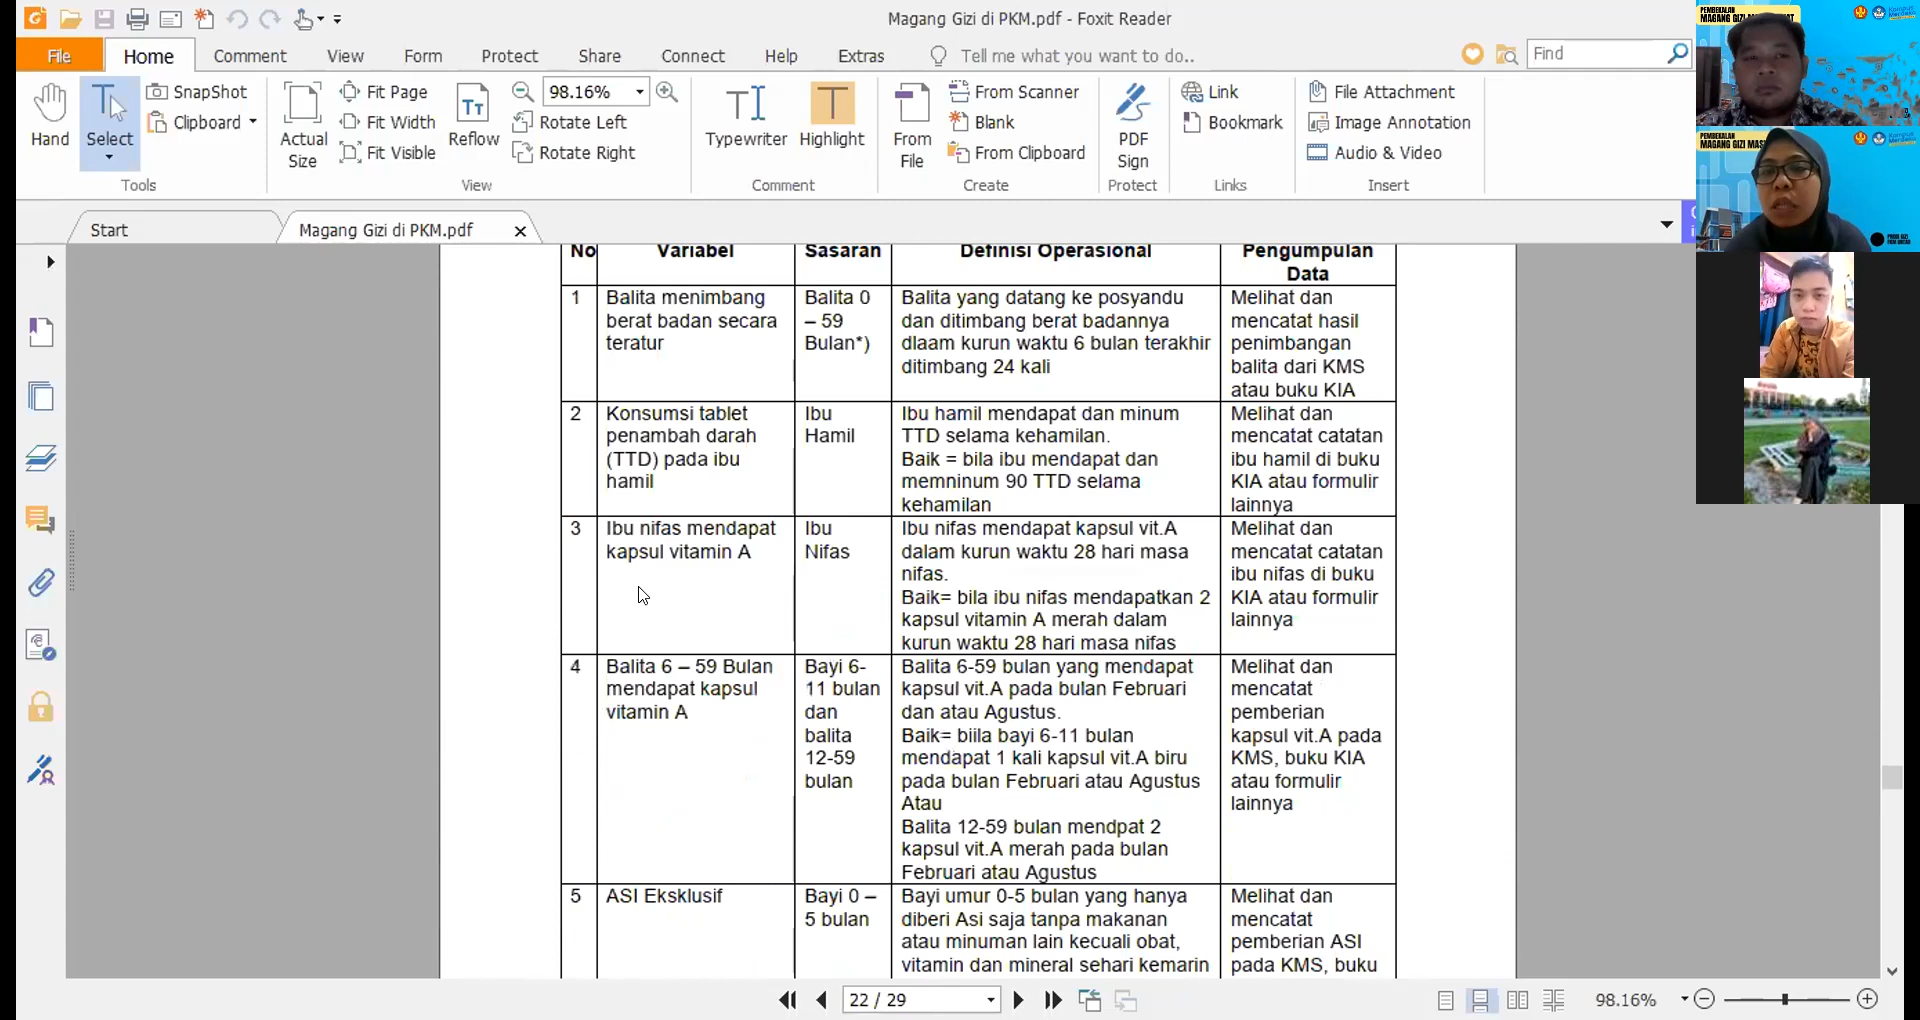 Magang Gizi di PKM.pdf - Foxit Reader
File Home Comment View Form Protect Share Connect Help Extras Tell me what you want to do.. Find
Hand
Select
SnapShot
Clipboard
Tools
Actual Size
Fit Page
Fit Width
Fit Visible
Reflow
98.16%
Rotate Left
Rotate Right
View
Typewriter
Highlight
Comment
From File
From Scanner
Blank
From Clipboard
Create
PDF Sign
Protect
Link
Bookmark
Links
File Attachment
Image Annotation
Audio & Video
Insert
Start
Magang Gizi di PKM.pdf
No Variabel Sasaran Definisi Operasional Pengumpulan
Data
1 Balita menimbang Balita 0 Balita yang datang ke posyandu Melihat dan
berat badan secara – 59 dan ditimbang berat badannya mencatat hasil
teratur Bulan*) dlaam kurun waktu 6 bulan terakhir penimbangan
ditimbang 24 kali balita dari KMS
atau buku KIA
2 Konsumsi tablet Ibu Ibu hamil mendapat dan minum Melihat dan
penambah darah Hamil TTD selama kehamilan. mencatat catatan
(TTD) pada ibu Baik = bila ibu mendapat dan ibu hamil di buku
hamil memninum 90 TTD selama KIA atau formulir
kehamilan lainnya
3 Ibu nifas mendapat Ibu Ibu nifas mendapat kapsul vit.A Melihat dan
kapsul vitamin A Nifas dalam kurun waktu 28 hari masa mencatat catatan
nifas. ibu nifas di buku
Baik= bila ibu nifas mendapatkan 2 KIA atau formulir
kapsul vitamin A merah dalam lainnya
kurun waktu 28 hari masa nifas
4 Balita 6 – 59 Bulan Bayi 6- Balita 6-59 bulan yang mendapat Melihat dan
mendapat kapsul 11 bulan kapsul vit.A pada bulan Februari mencatat
vitamin A dan dan atau Agustus. pemberian
balita Baik= biila bayi 6-11 bulan kapsul vit.A pada
12-59 mendapat 1 kali kapsul vit.A biru KMS, buku KIA
bulan pada bulan Februari atau Agustus atau formulir
Atau lainnya
Balita 12-59 bulan mendpat 2
kapsul vit.A merah pada bulan
Februari atau Agustus
5 ASI Eksklusif Bayi 0 – Bayi umur 0-5 bulan yang hanya Melihat dan
5 bulan diberi Asi saja tanpa makanan mencatat
atau minuman lain kecuali obat, pemberian ASI
vitamin dan mineral sehari kemarin pada KMS, buku
22 / 29
98.16%
PEMBEKALAN
PEMBEKALAN